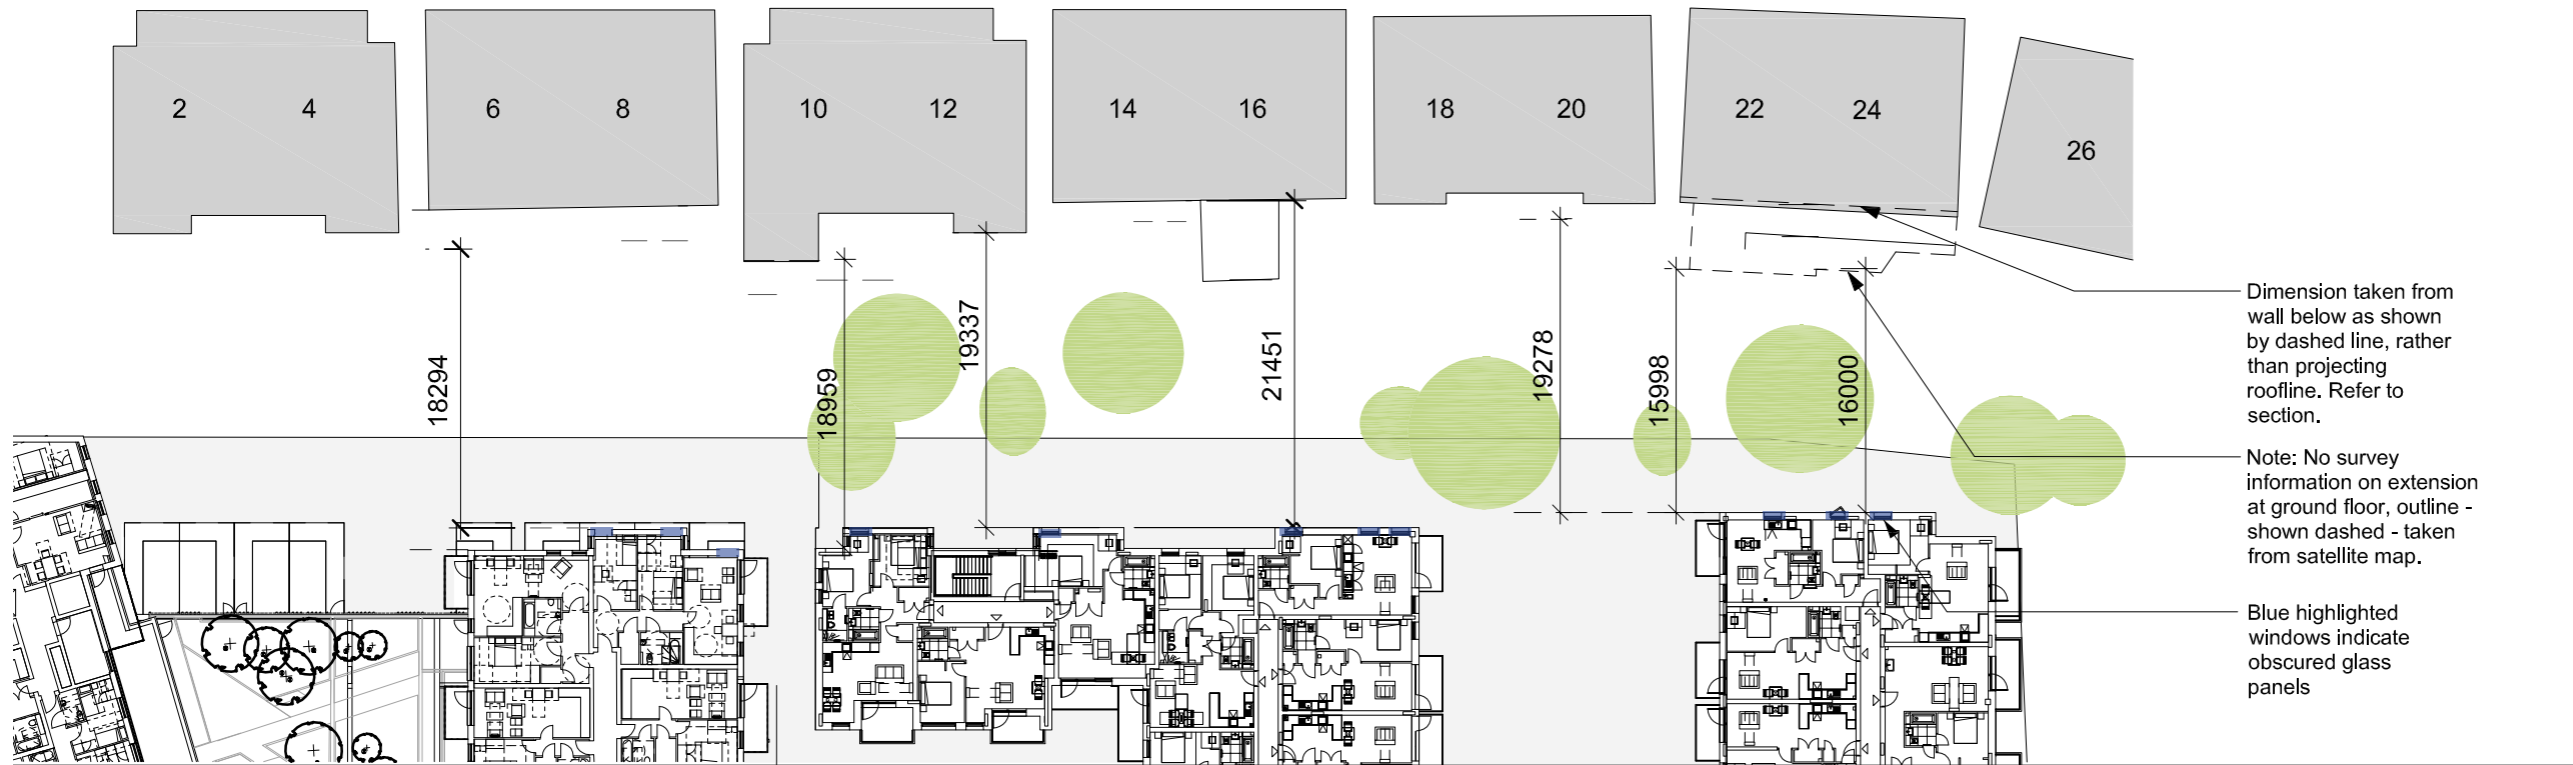 2
4
6
8
10
12
14
16
18
20
22
24
26
18294
18959
19337
21451
19278
15998
16000
Dimension taken from
wall below as shown
by dashed line, rather
than projecting
roofline. Refer to
section.
Note: No survey
information on extension
at ground floor, outline -
shown dashed - taken
from satellite map.
Blue highlighted
windows indicate
obscured glass
panels